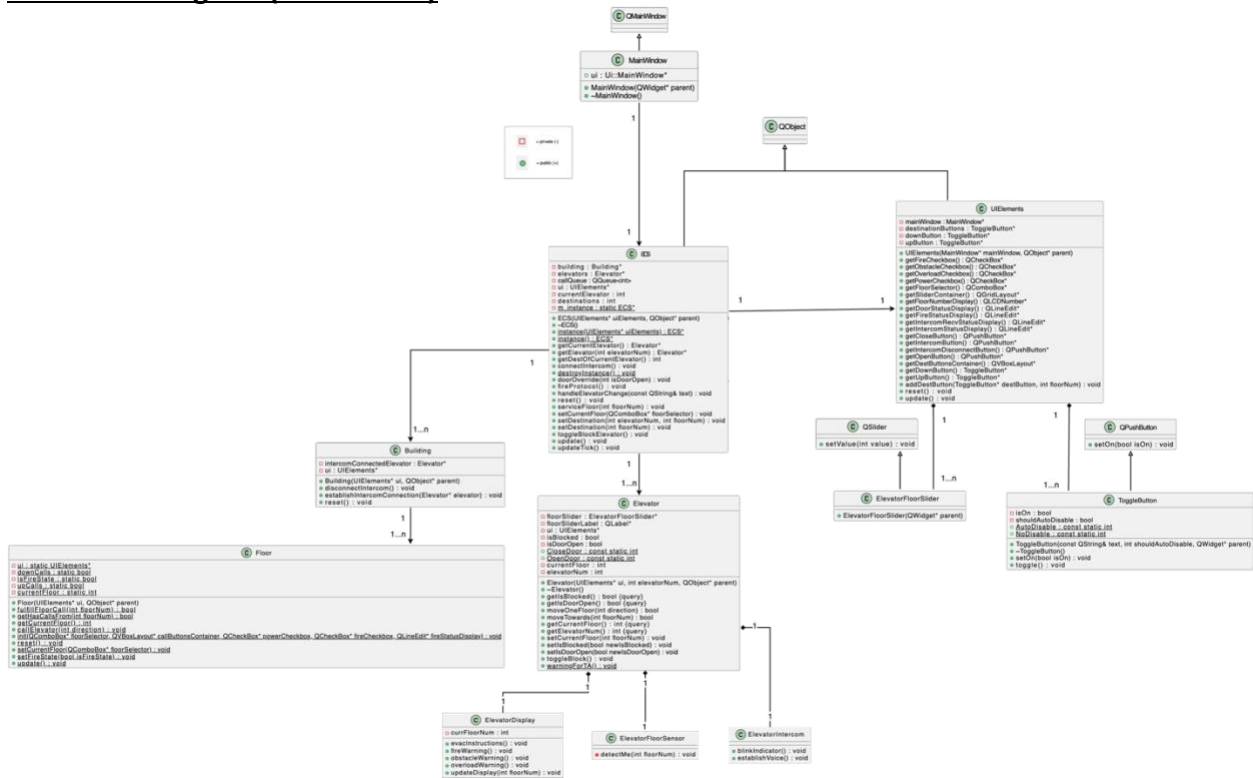 QMainWindow
MainWindow
ui : Ui::MainWindow*
MainWindow(QWidget* parent)
~MainWindow()
1
= private (-)
= public (+)
QObject
1
UIElements
mainWindow : MainWindow*
destinationButtons : ToggleButton*
downButton : ToggleButton*
upButton : ToggleButton*
UIElements(MainWindow* mainWindow, QObject* parent)
getFireCheckbox() : QCheckBox*
getObstacleCheckbox() : QCheckBox*
getOverloadCheckbox() : QCheckBox*
getPowerCheckbox() : QCheckBox*
getFloorSelector() : QComboBox*
getSliderContainer() : QGridLayout*
getFloorNumberDisplay() : QLCDNumber*
getDoorStatusDisplay() : QLineEdit*
getFireStatusDisplay() : QLineEdit*
getIntercomRecvStatusDisplay() : QLineEdit*
getIntercomStatusDisplay() : QLineEdit*
getCloseButton() : QPushButton*
getIntercomButton() : QPushButton*
getIntercomDisconnectButton() : QPushButton*
getOpenButton() : QPushButton*
getDestButtonsContainer() : QVBoxLayout*
getDownButton() : ToggleButton*
getUpButton() : ToggleButton*
addDestButton(ToggleButton* destButton, int floorNum) : void
reset() : void
update() : void
building : Building*
elevators : Elevator*
callQueue : QQueue<int>
ui : UIElements*
currentElevator : int
destinations : int
m_instance : static ECS*
ECS(UIElements* uiElements, QObject* parent)
~ECS()
instance(UIElements* uiElements) : ECS*
instance() : ECS*
getCurrentElevator() : Elevator*
getElevator(int elevatorNum) : Elevator*
getDestOfCurrentElevator() : int
connectIntercom() : void
destroyInstance() : void
doorOverride(int isDoorOpen) : void
fireProtocol() : void
handleElevatorChange(const QString& text) : void
reset() : void
serviceFloor(int floorNum) : void
setCurrentFloor(QComboBox* floorSelector) : void
setDestination(int elevatorNum, int floorNum) : void
setDestination(int floorNum) : void
toggleBlockElevator() : void
update() : void
updateTick() : void
1
1
1
1...n
Building
intercomConnectedElevator : Elevator*
ui : UIElements*
Building(UIElements* ui, QObject* parent)
disconnectIntercom() : void
establishIntercomConnection(Elevator* elevator) : void
reset() : void
1
1...n
Floor
ui : static UIElements*
downCalls : static bool
isFireState : static bool
upCalls : static bool
currentFloor : static int
Floor(UIElements* ui, QObject* parent)
fulfillFloorCall(int floorNum) : bool
getHasCallsFrom(int floorNum) : bool
getCurrentFloor() : int
callElevator(int direction) : void
init(QComboBox* floorSelector, QVBoxLayout* callButtonsContainer, QCheckBox* powerCheckbox, QCheckBox* fireCheckbox, QLineEdit* fireStatusDisplay) : void
reset() : void
setCurrentFloor(QComboBox* floorSelector) : void
setFireState(bool isFireState) : void
update() : void
1
1...n
Elevator
floorSlider : ElevatorFloorSlider*
floorSliderLabel : QLabel*
ui : UIElements*
isBlocked : bool
isDoorOpen : bool
CloseDoor : const static int
OpenDoor : const static int
currentFloor : int
elevatorNum : int
Elevator(UIElements* ui, int elevatorNum, QObject* parent)
~Elevator()
getIsBlocked() : bool {query}
getIsDoorOpen() : bool {query}
moveOneFloor(int direction) : bool
moveTowards(int floorNum) : bool
getCurrentFloor() : int {query}
getElevatorNum() : int {query}
setCurrentFloor(int floorNum) : void
setIsBlocked(bool newIsBlocked) : void
setIsDoorOpen(bool newIsDoorOpen) : void
toggleBlock() : void
warningForTA() : void
1
1
QSlider
setValue(int value) : void
1...n
ElevatorFloorSlider
ElevatorFloorSlider(QWidget* parent)
QPushButton
setOn(bool isOn) : void
1...n
ToggleButton
isOn : bool
shouldAutoDisable : bool
AutoDisable : const static int
NoDisable : const static int
ToggleButton(const QString& text, int shouldAutoDisable, QWidget* parent)
~ToggleButton()
setOn(bool isOn) : void
toggle() : void
1
1
1
1
1
1
ElevatorDisplay
currFloorNum : int
evacInstructions() : void
fireWarning() : void
obstacleWarning() : void
overloadWarning() : void
updateDisplay(int floorNum) : void
ElevatorFloorSensor
detectMe(int floorNum) : void
ElevatorIntercom
blinkIndicator() : void
establishVoice() : void